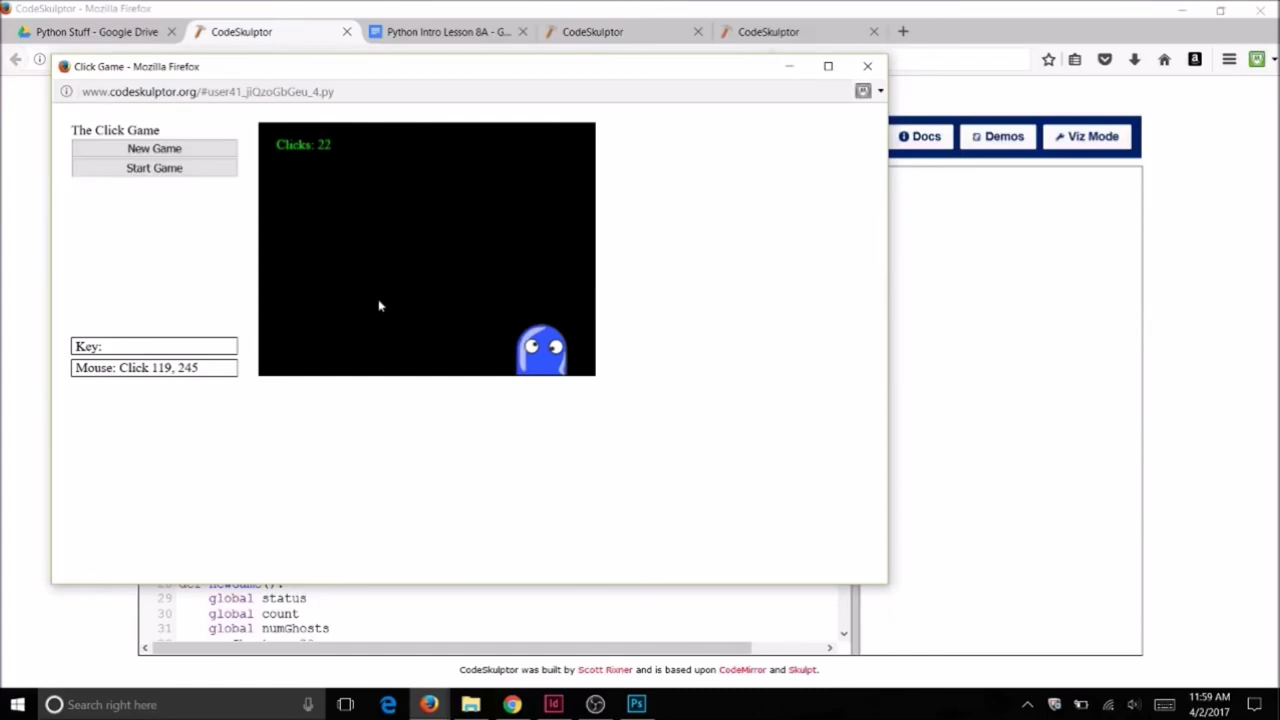 CodeSkulptor - Mozilla Firefox
Python Stuff - Google Drive
CodeSkulptor
Python Intro Lesson 8A - G...
CodeSkulptor
CodeSkulptor
Click Game - Mozilla Firefox
www.codeskulptor.org/#user41_jiQzoGbGeu_4.py
Docs
Demos
Viz Mode
The Click Game
New Game
Start Game
Clicks: 22
Key:
Mouse: Click 119, 245
29 global status
30 global count
31 global numGhosts
CodeSkulptor was built by Scott Rixner and is based upon CodeMirror and Skulpt.
Search right here
11:59 AM
4/2/2017